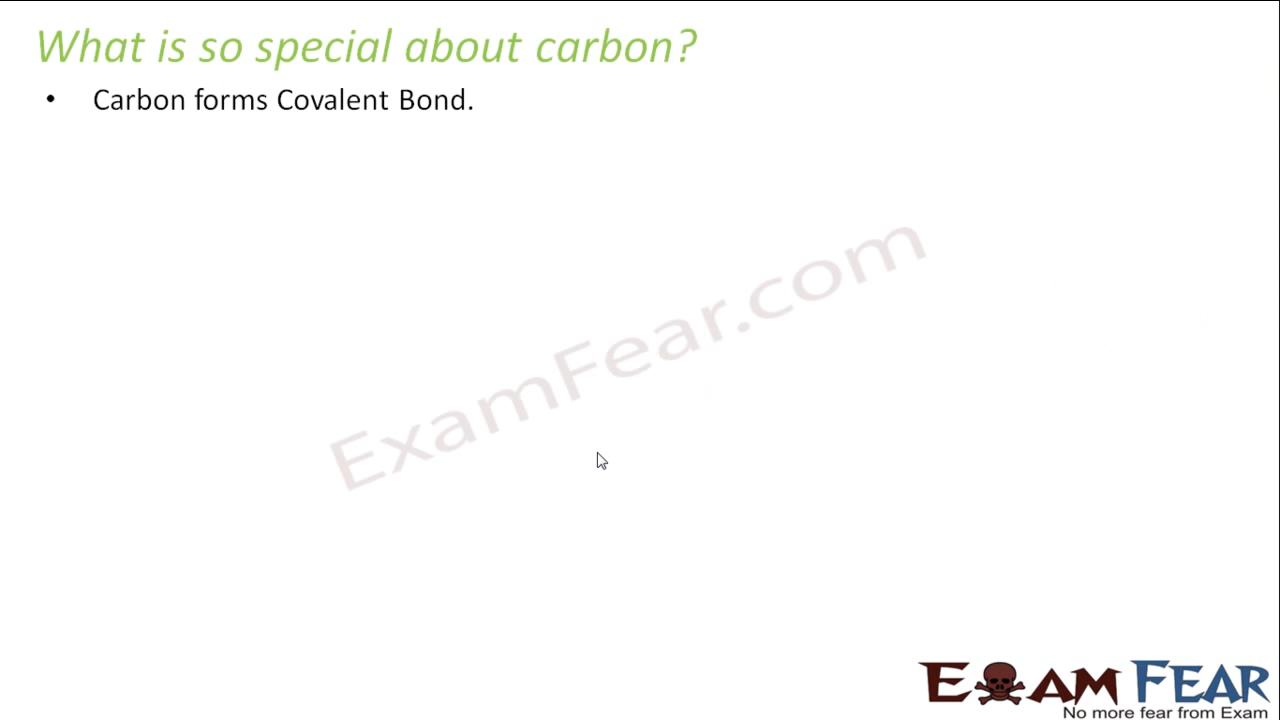 What is so special about carbon?
• Carbon forms Covalent Bond.
ExamFear.com
EXAM FEAR
No more fear from Exam